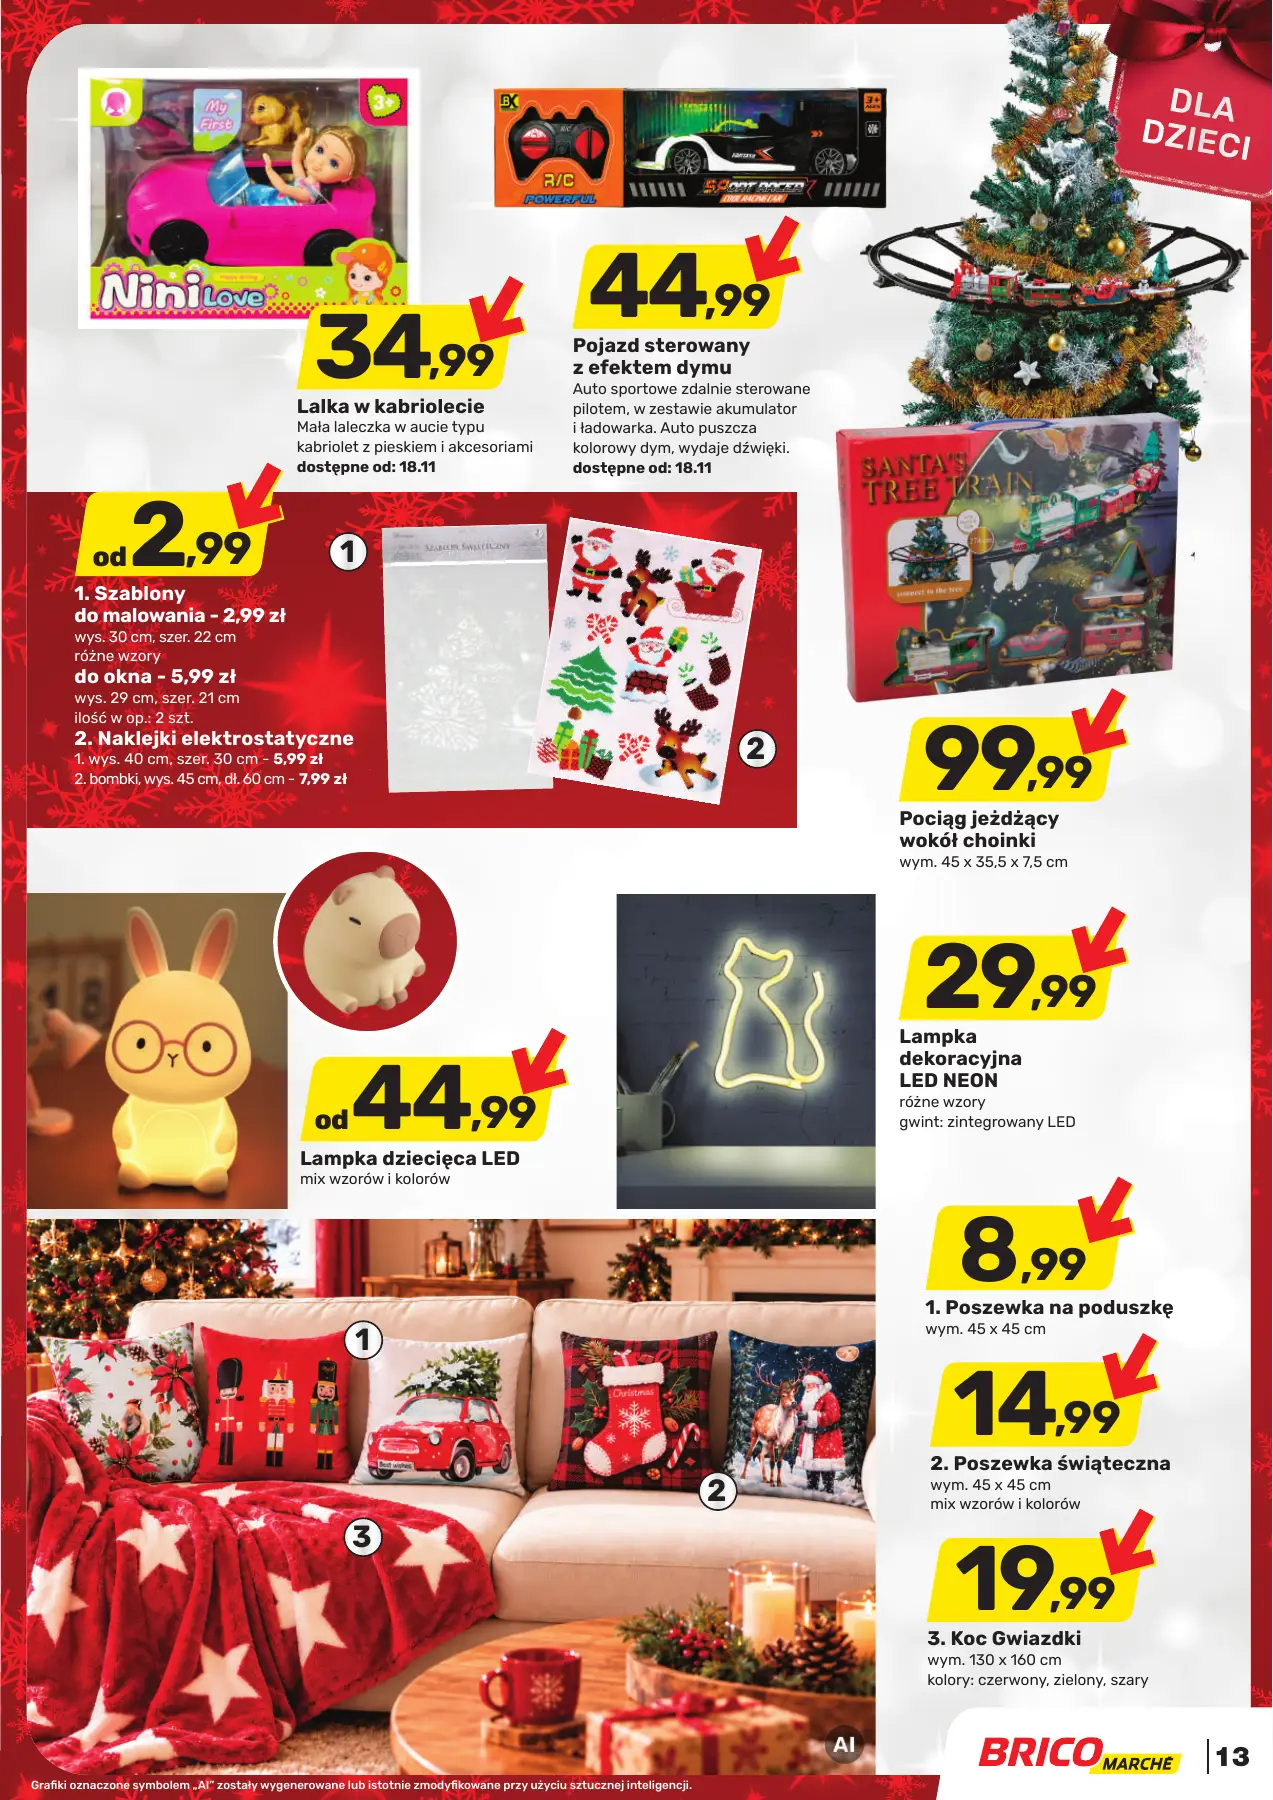 DLA
DZIECI
My
First
3+
Nini LOVE
BK
R/C
R/C
POWERFUL
SPORT RACER
3+
34,99
Lalka w kabriolecie
Mała laleczka w aucie typu
kabriolet z pieskiem i akcesoriami
dostępne od: 18.11
44,99
Pojazd sterowany
z efektem dymu
Auto sportowe zdalnie sterowane
pilotem, w zestawie akumulator
i ładowarka. Auto puszcza
kolorowy dym, wydaje dźwięki.
dostępne od: 18.11
SANTA'S
TREE TRAIN
connect to the tree
99,99
Pociąg jeżdżący
wokół choinki
wym. 45 x 35,5 x 7,5 cm
od 2,99
1. Szablony
do malowania - 2,99 zł
wys. 30 cm, szer. 22 cm
różne wzory
do okna - 5,99 zł
wys. 29 cm, szer. 21 cm
ilość w op.: 2 szt.
2. Naklejki elektrostatyczne
1. wys. 40 cm, szer. 30 cm - 5,99 zł
2. bombki, wys. 45 cm, dł. 60 cm - 7,99 zł
1
SZABLON ŚWIĄTECZNY
2
od 44,99
Lampka dziecięca LED
mix wzorów i kolorów
29,99
Lampka
dekoracyjna
LED NEON
różne wzory
gwint: zintegrowany LED
1
Best wishes
Christmas
2
3
8,99
1. Poszewka na poduszkę
wym. 45 x 45 cm
14,99
2. Poszewka świąteczna
wym. 45 x 45 cm
mix wzorów i kolorów
19,99
3. Koc Gwiazdki
wym. 130 x 160 cm
kolory: czerwony, zielony, szary
AI
Grafiki oznaczone symbolem „AI” zostały wygenerowane lub istotnie zmodyfikowane przy użyciu sztucznej inteligencji.
BRICO MARCHÉ
13